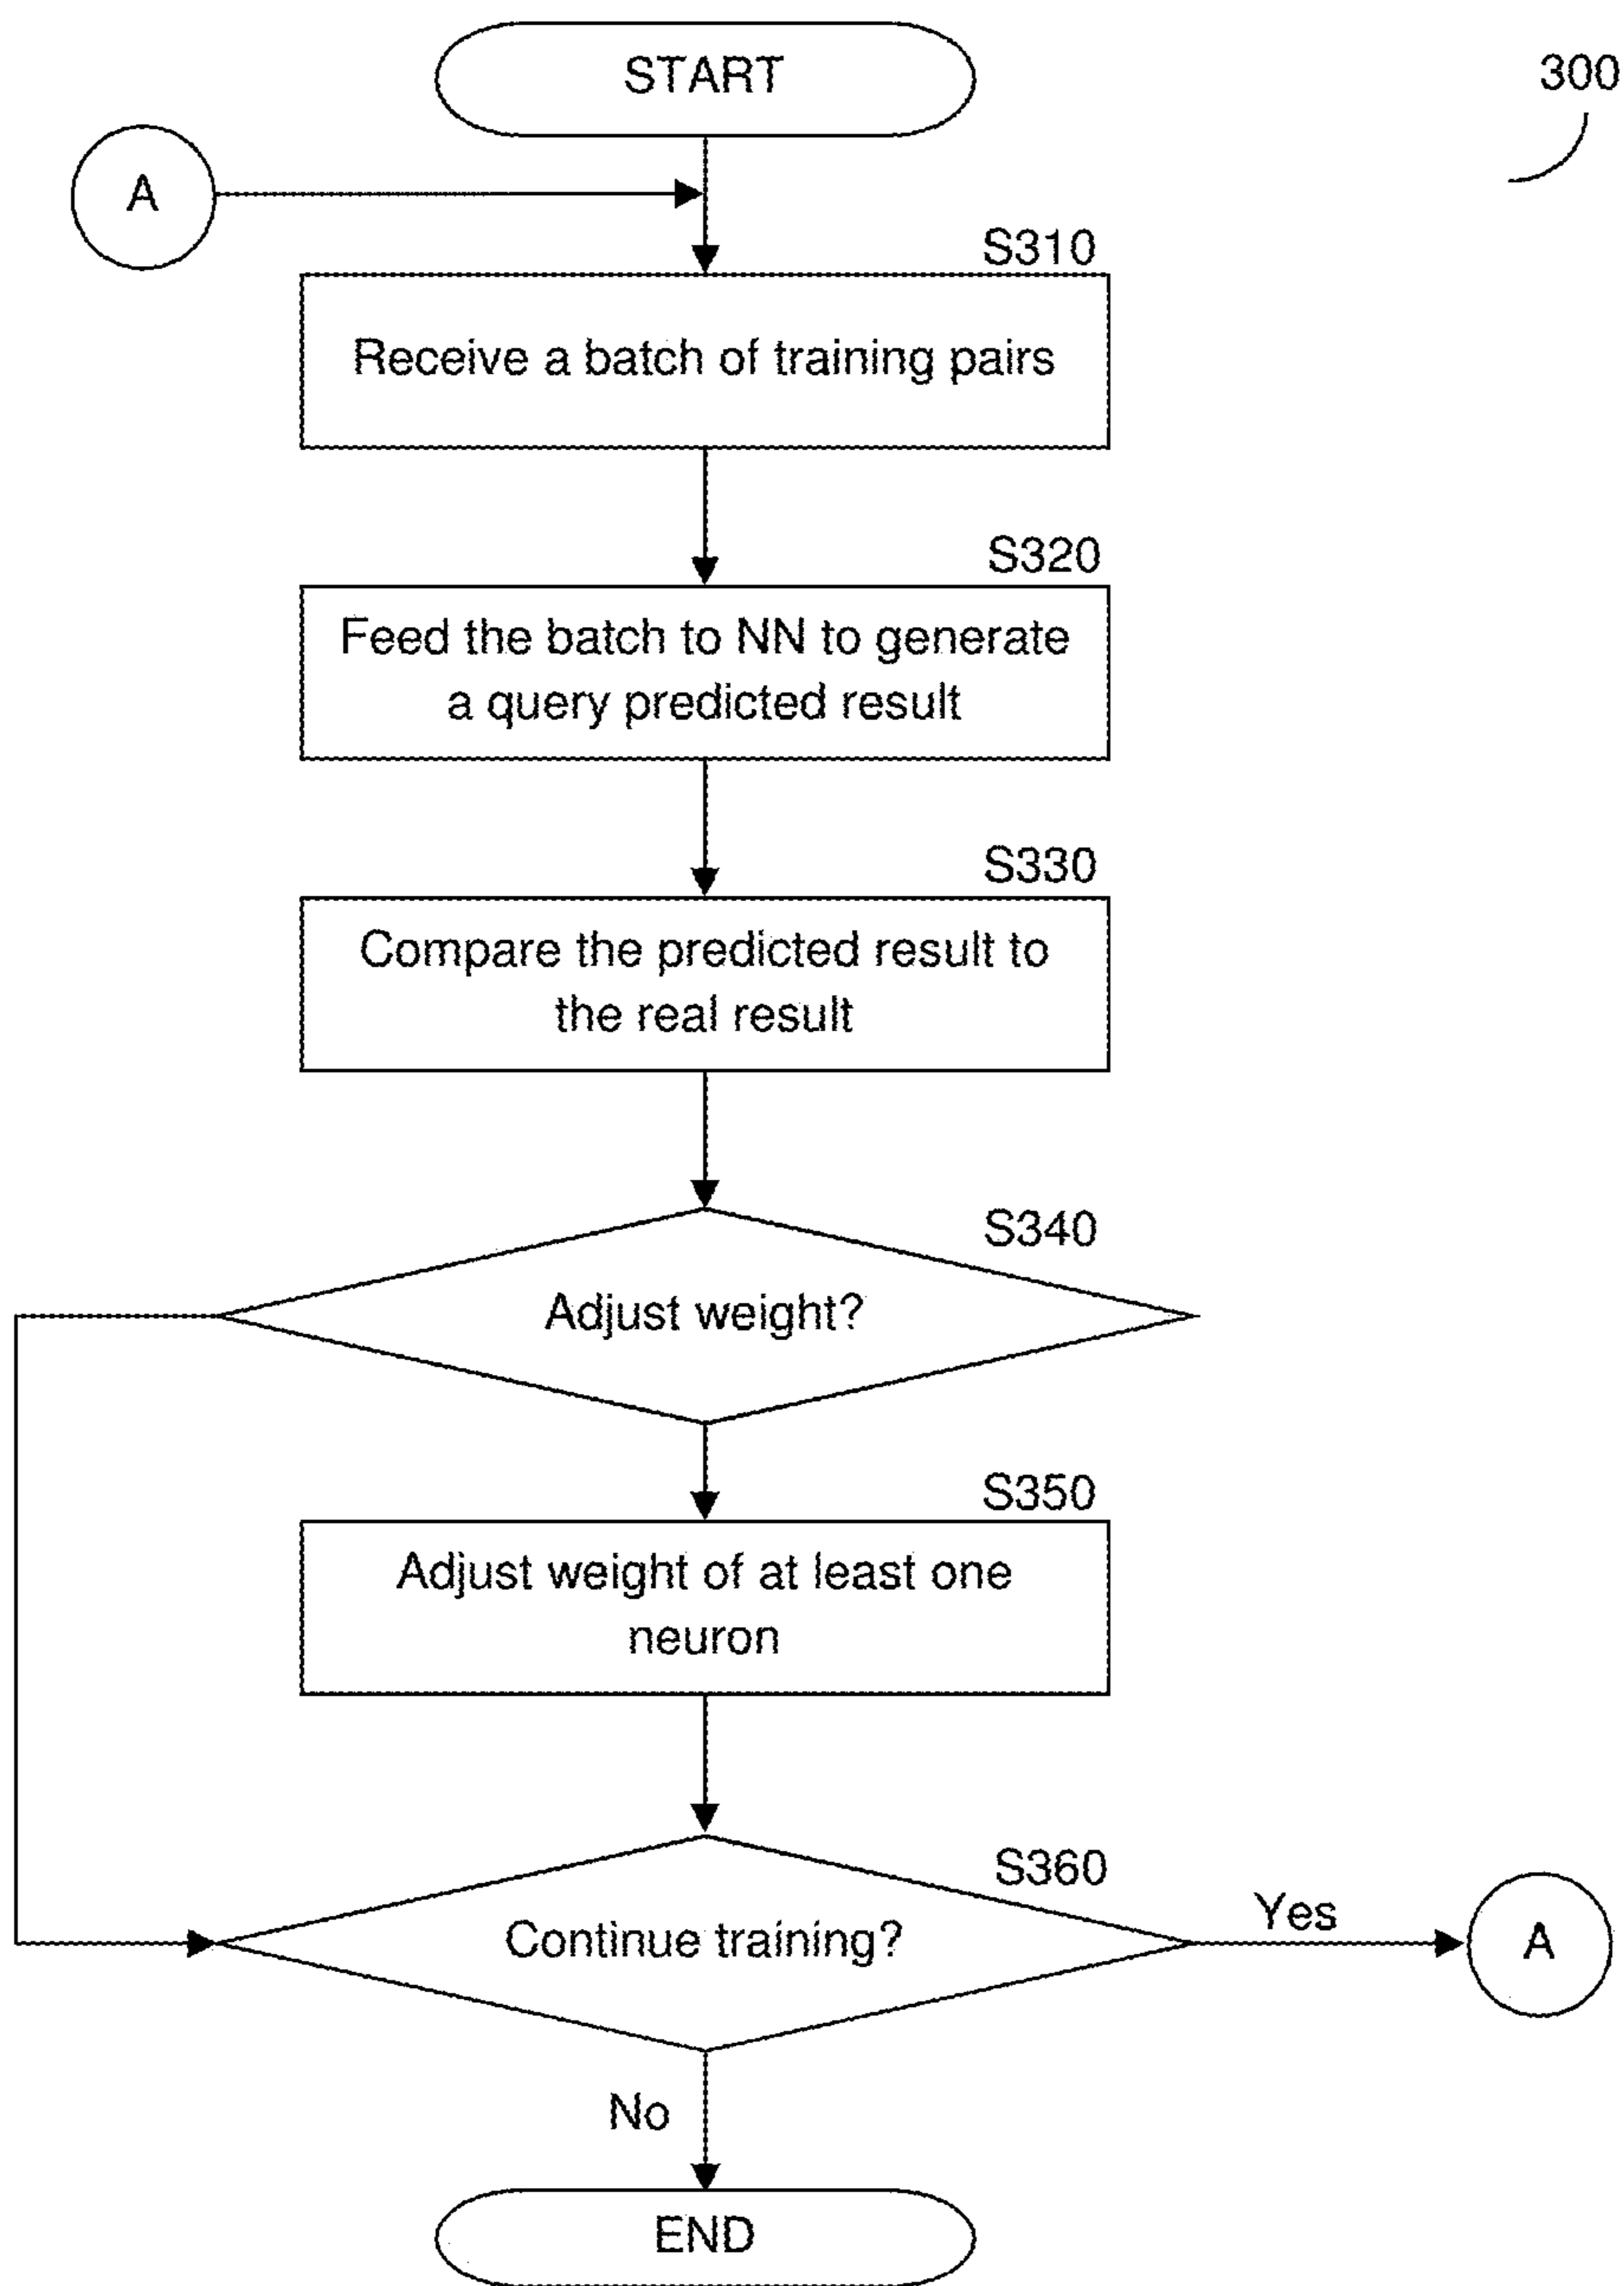 START
300
A
S310
Receive a batch of training pairs
S320
Feed the batch to NN to generate
a query predicted result
S330
Compare the predicted result to
the real result
S340
Adjust weight?
S350
Adjust weight of at least one
neuron
S360
Continue training?
Yes
A
No
END